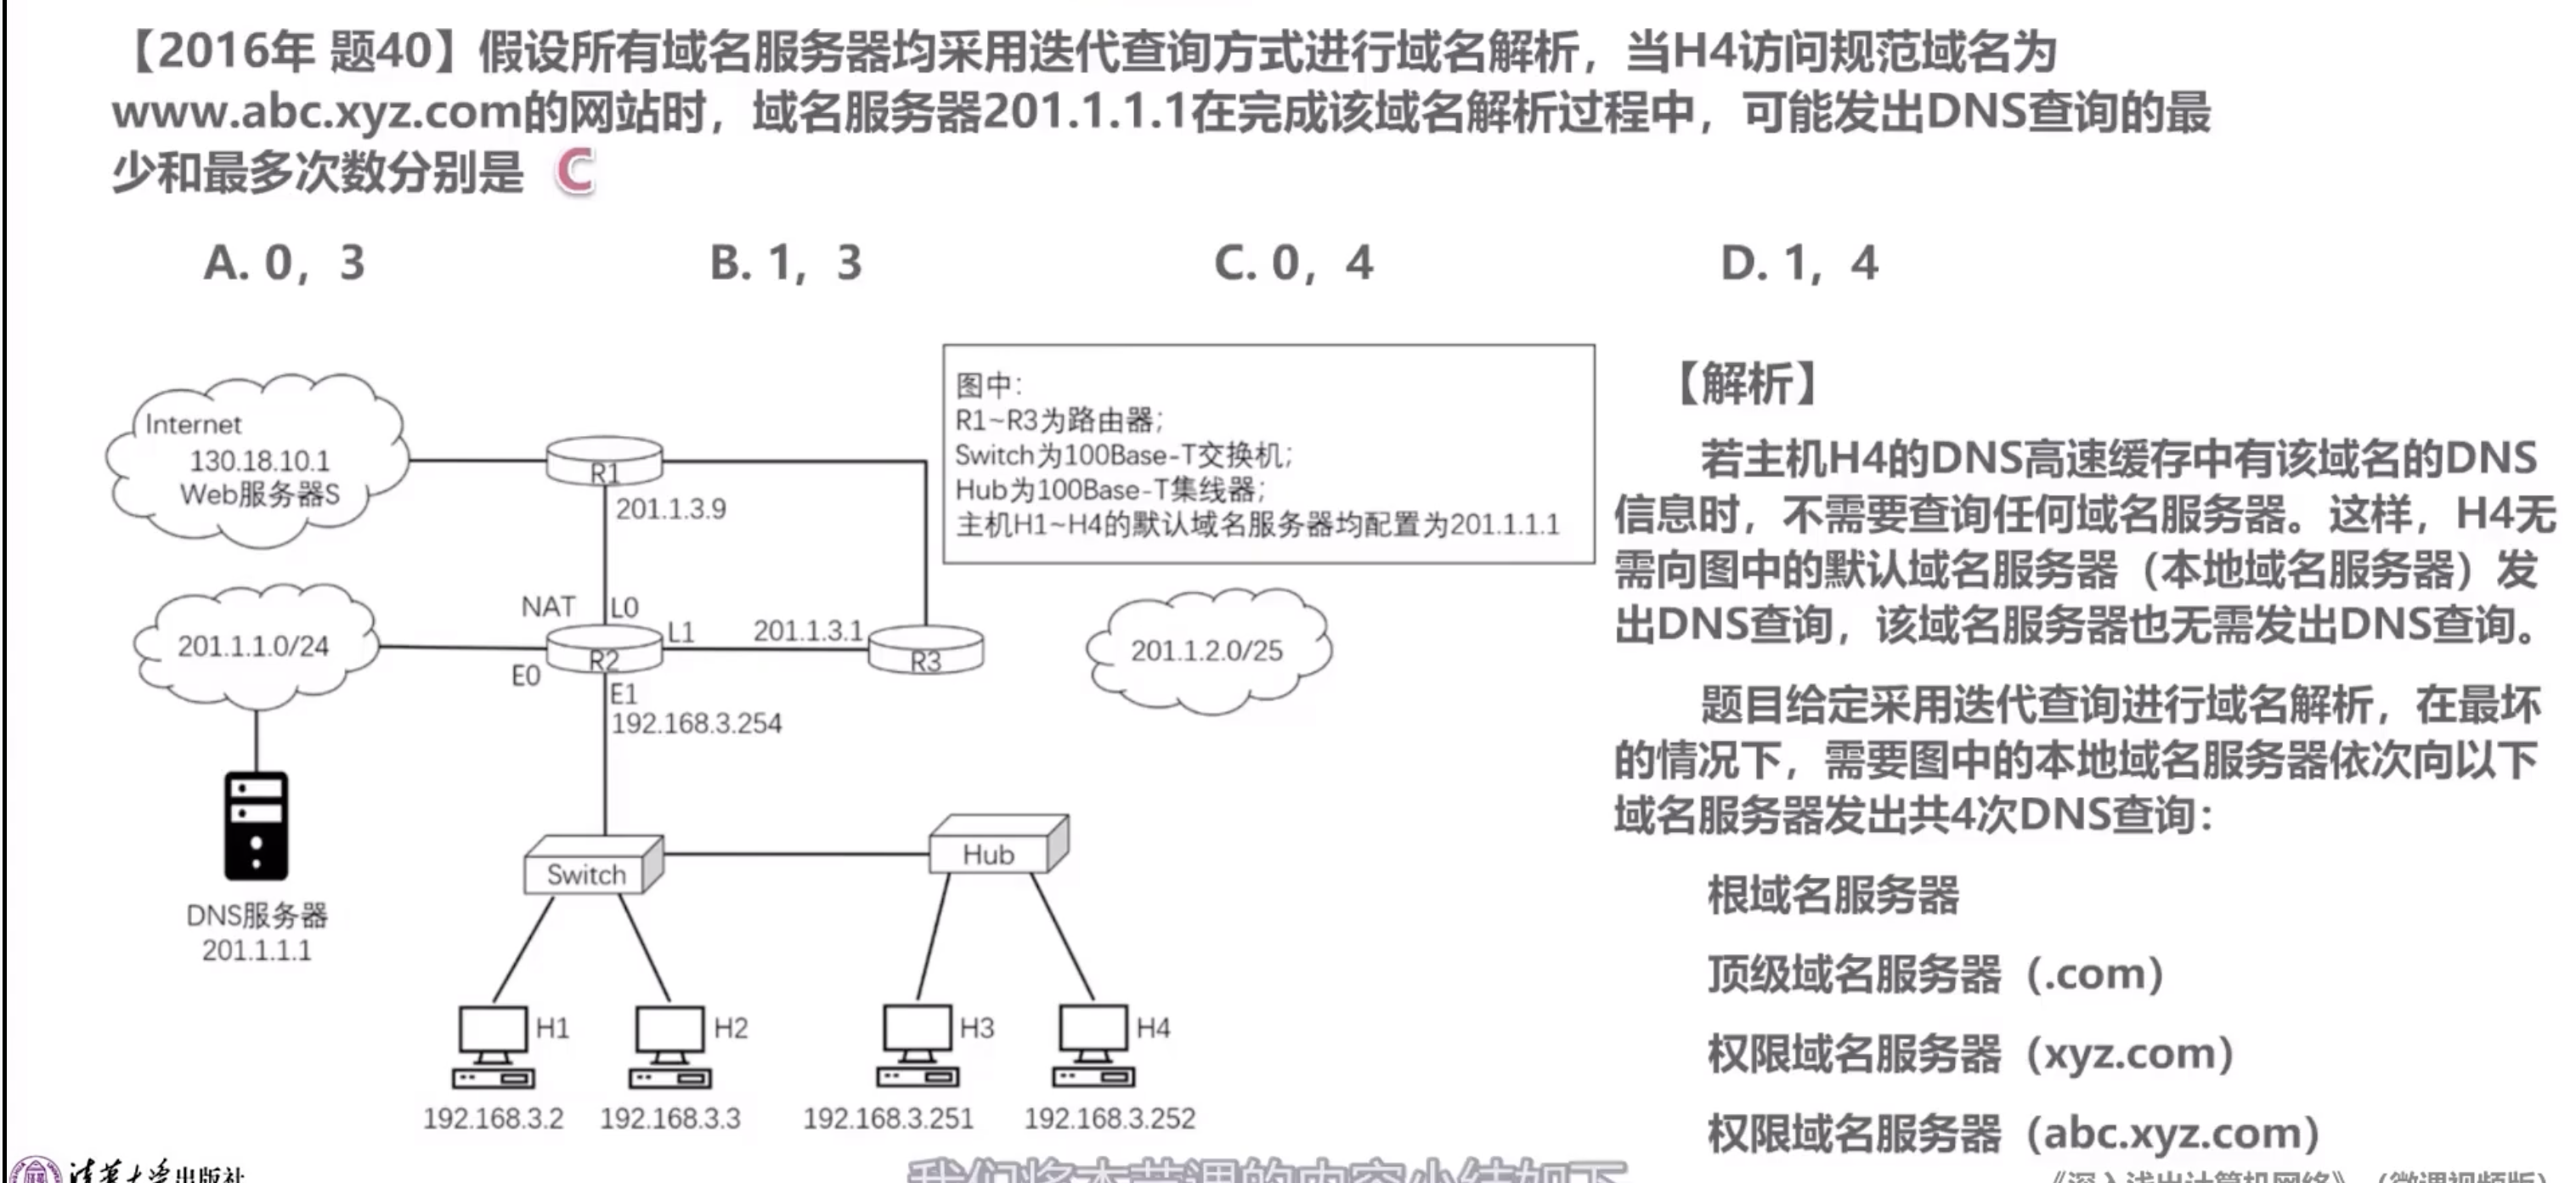 【2016年 题40】假设所有域名服务器均采用迭代查询方式进行域名解析，当H4访问规范域名为
www.abc.xyz.com的网站时，域名服务器201.1.1.1在完成该域名解析过程中，可能发出DNS查询的最
少和最多次数分别是 C
A. 0，3
B. 1，3
C. 0，4
D. 1，4
Internet
130.18.10.1
Web服务器S
R1
201.1.3.9
图中：
R1~R3为路由器；
Switch为100Base-T交换机；
Hub为100Base-T集线器；
主机H1~H4的默认域名服务器均配置为201.1.1.1
201.1.1.0/24
NAT
L0
L1
201.1.3.1
R2
R3
E0
E1
192.168.3.254
201.1.2.0/25
DNS服务器
201.1.1.1
Switch
Hub
H1
H2
H3
H4
192.168.3.2
192.168.3.3
192.168.3.251
192.168.3.252
【解析】
若主机H4的DNS高速缓存中有该域名的DNS
信息时，不需要查询任何域名服务器。这样，H4无
需向图中的默认域名服务器（本地域名服务器）发
出DNS查询，该域名服务器也无需发出DNS查询。
题目给定采用迭代查询进行域名解析，在最坏
的情况下，需要图中的本地域名服务器依次向以下
域名服务器发出共4次DNS查询：
根域名服务器
顶级域名服务器（.com）
权限域名服务器（xyz.com）
权限域名服务器（abc.xyz.com）
清华大学出版社
我们将本节课的内容小结如下
《深入浅出计算机网络》（微课视频版）